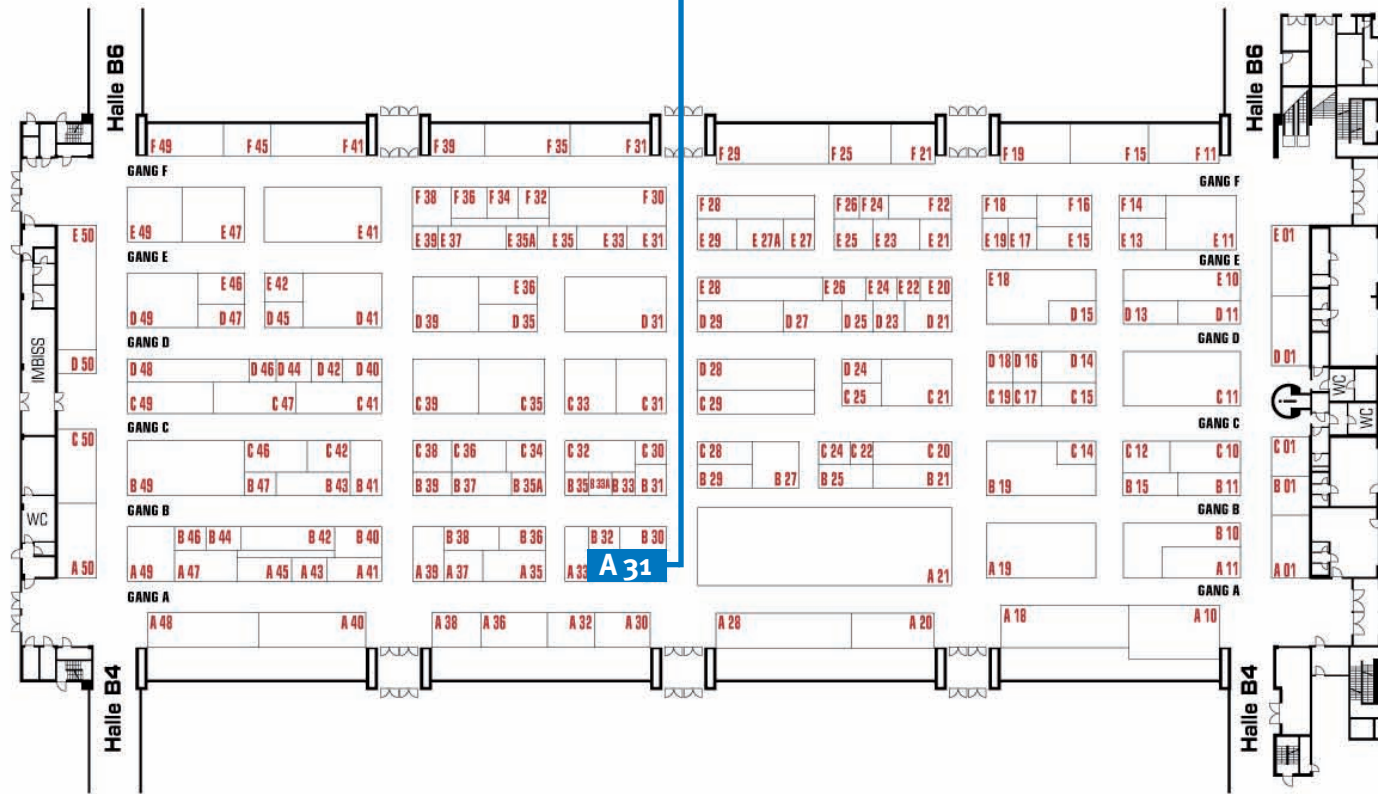 Halle B6
Halle B6
F 49 F 45 F 41 F 39 F 35 F 31 F 29 F 25 F 21 F 19 F 15 F 11
GANG F
GANG F
F 38 F 36 F 34 F 32 F 30 F 28 F 26 F 24 F 22 F 18 F 16 F 14
E 50 E 49 E 47 E 41 E 39 E 37 E 35A E 35 E 33 E 31 E 29 E 27A E 27 E 25 E 23 E 21 E 19 E 17 E 15 E 13 E 11 E 01
GANG E
GANG E
E 46 E 42 E 36 E 28 E 26 E 24 E 22 E 20 E 18 E 10
D 49 D 47 D 45 D 41 D 39 D 35 D 31 D 29 D 27 D 25 D 23 D 21 D 15 D 13 D 11
GANG D
GANG D
IMBISS
D 50 D 48 D 46 D 44 D 42 D 40 D 28 D 24 D 18 D 16 D 14 D 01
WC
WC
i
C 49 C 47 C 41 C 39 C 35 C 33 C 31 C 29 C 25 C 21 C 19 C 17 C 15 C 11
GANG C
GANG C
C 50 C 46 C 42 C 38 C 36 C 34 C 32 C 30 C 28 C 24 C 22 C 20 C 14 C 12 C 10 C 01
B 49 B 47 B 43 B 41 B 39 B 37 B 35A B 35 B 33A B 33 B 31 B 29 B 27 B 25 B 21 B 19 B 15 B 11 B 01
GANG B
GANG B
WC
B 46 B 44 B 42 B 40 B 38 B 36 B 32 B 30 B 10
A 50 A 49 A 47 A 45 A 43 A 41 A 39 A 37 A 35 A 33 A 31 A 21 A 19 A 11 A 01
GANG A
GANG A
A 48 A 40 A 38 A 36 A 32 A 30 A 28 A 20 A 18 A 10
Halle B4
Halle B4